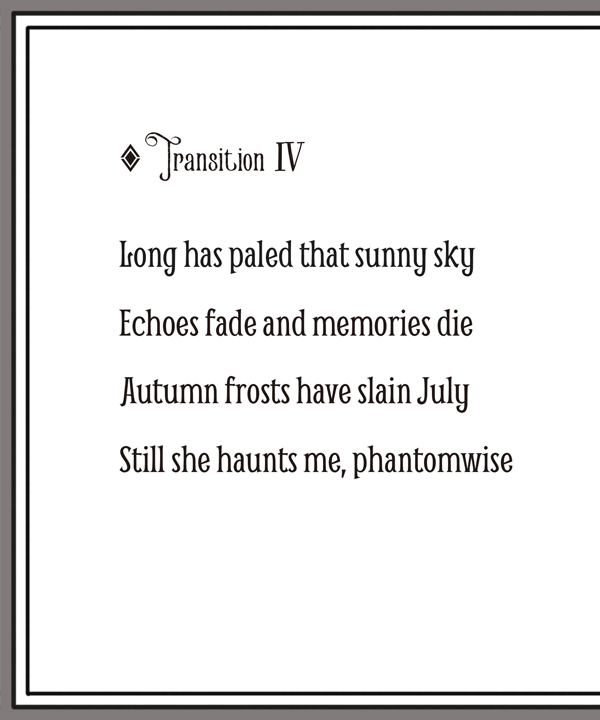 Transition IV
Long has paled that sunny sky
Echoes fade and memories die
Autumn frosts have slain July
Still she haunts me, phantomwise